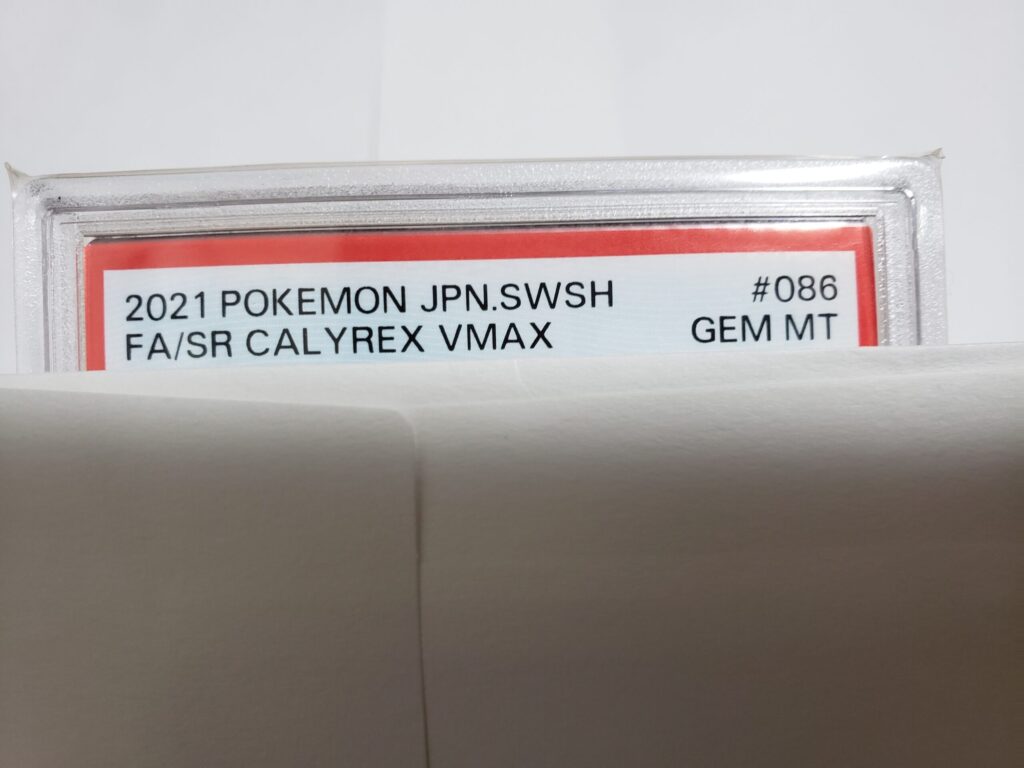 2021 POKEMON JPN.SWSH #086
FA/SR CALYREX VMAX GEM MT